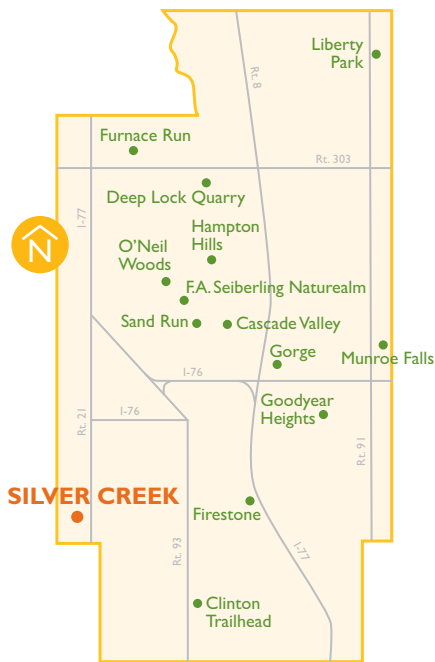 Liberty
Park
Rt. 8
Furnace Run
Rt. 303
Deep Lock Quarry
I-77
Hampton
Hills
N
O'Neil
Woods
F.A. Seiberling Naturealm
Sand Run
Cascade Valley
Gorge
Munroe Falls
I-76
Goodyear
Heights
I-76
Rt. 21
Rt. 91
SILVER CREEK
Firestone
Rt. 93
I-77
Clinton
Trailhead